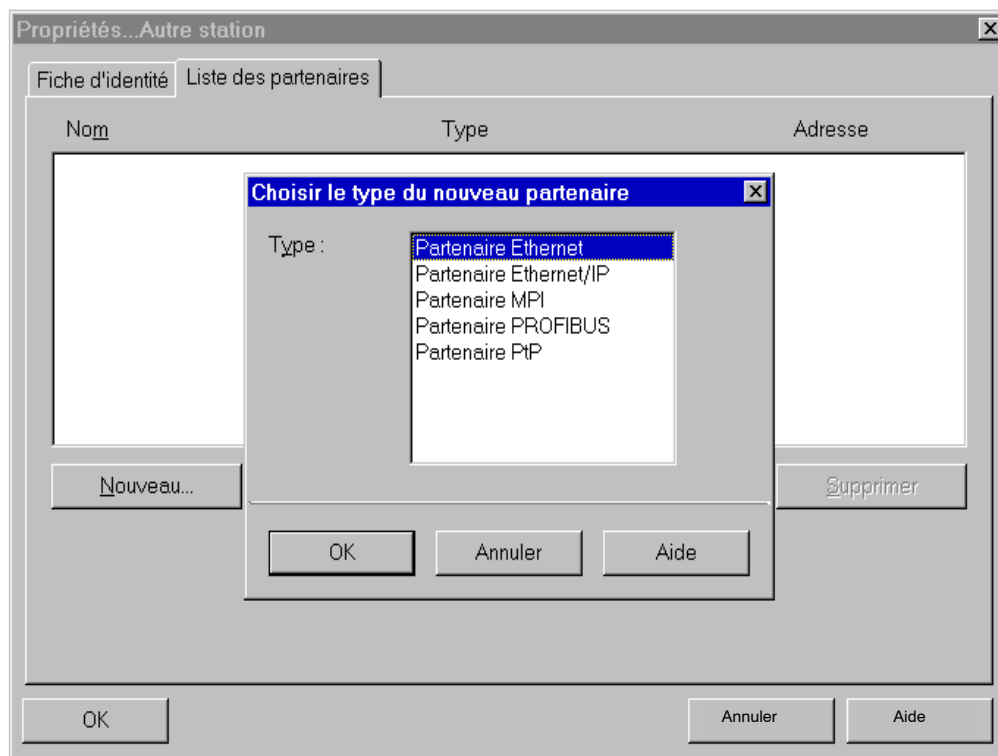 Propriétés...Autre station
Fiche d'identité Liste des partenaires
Nom Type Adresse
Choisir le type du nouveau partenaire
Type :
Partenaire Ethernet
Partenaire Ethernet/IP
Partenaire MPI
Partenaire PROFIBUS
Partenaire PtP
Nouveau... Supprimer
OK Annuler Aide
OK Annuler Aide